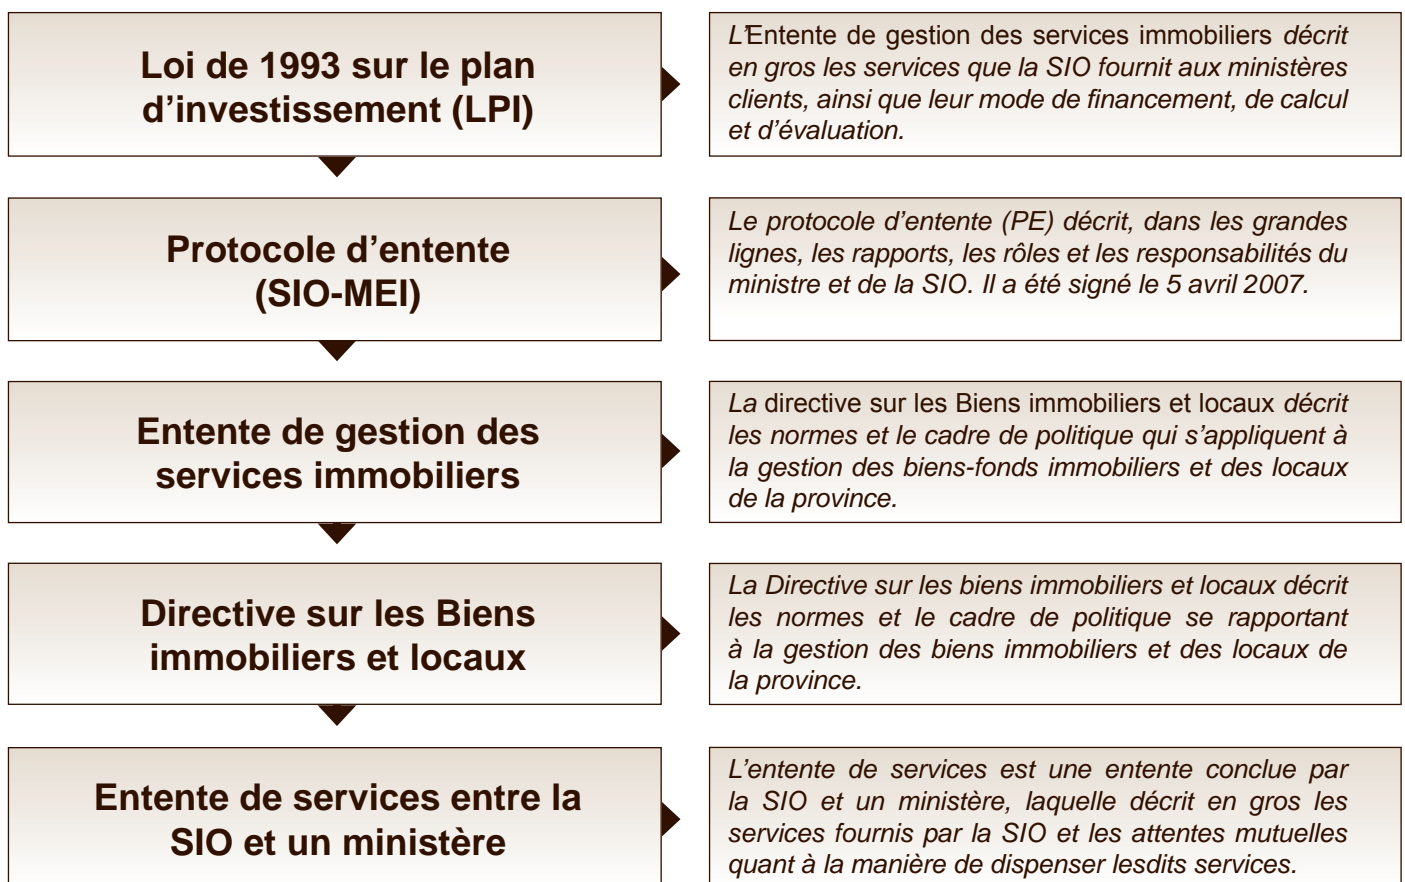 Loi de 1993 sur le plan
d’investissement (LPI)
L’Entente de gestion des services immobiliers décrit
en gros les services que la SIO fournit aux ministères
clients, ainsi que leur mode de financement, de calcul
et d’évaluation.
Protocole d’entente
(SIO-MEI)
Le protocole d’entente (PE) décrit, dans les grandes
lignes, les rapports, les rôles et les responsabilités du
ministre et de la SIO. Il a été signé le 5 avril 2007.
Entente de gestion des
services immobiliers
La directive sur les Biens immobiliers et locaux décrit
les normes et le cadre de politique qui s’appliquent à
la gestion des biens-fonds immobiliers et des locaux
de la province.
Directive sur les Biens
immobiliers et locaux
La Directive sur les biens immobiliers et locaux décrit
les normes et le cadre de politique se rapportant
à la gestion des biens immobiliers et des locaux de
la province.
Entente de services entre la
SIO et un ministère
L’entente de services est une entente conclue par
la SIO et un ministère, laquelle décrit en gros les
services fournis par la SIO et les attentes mutuelles
quant à la manière de dispenser lesdits services.